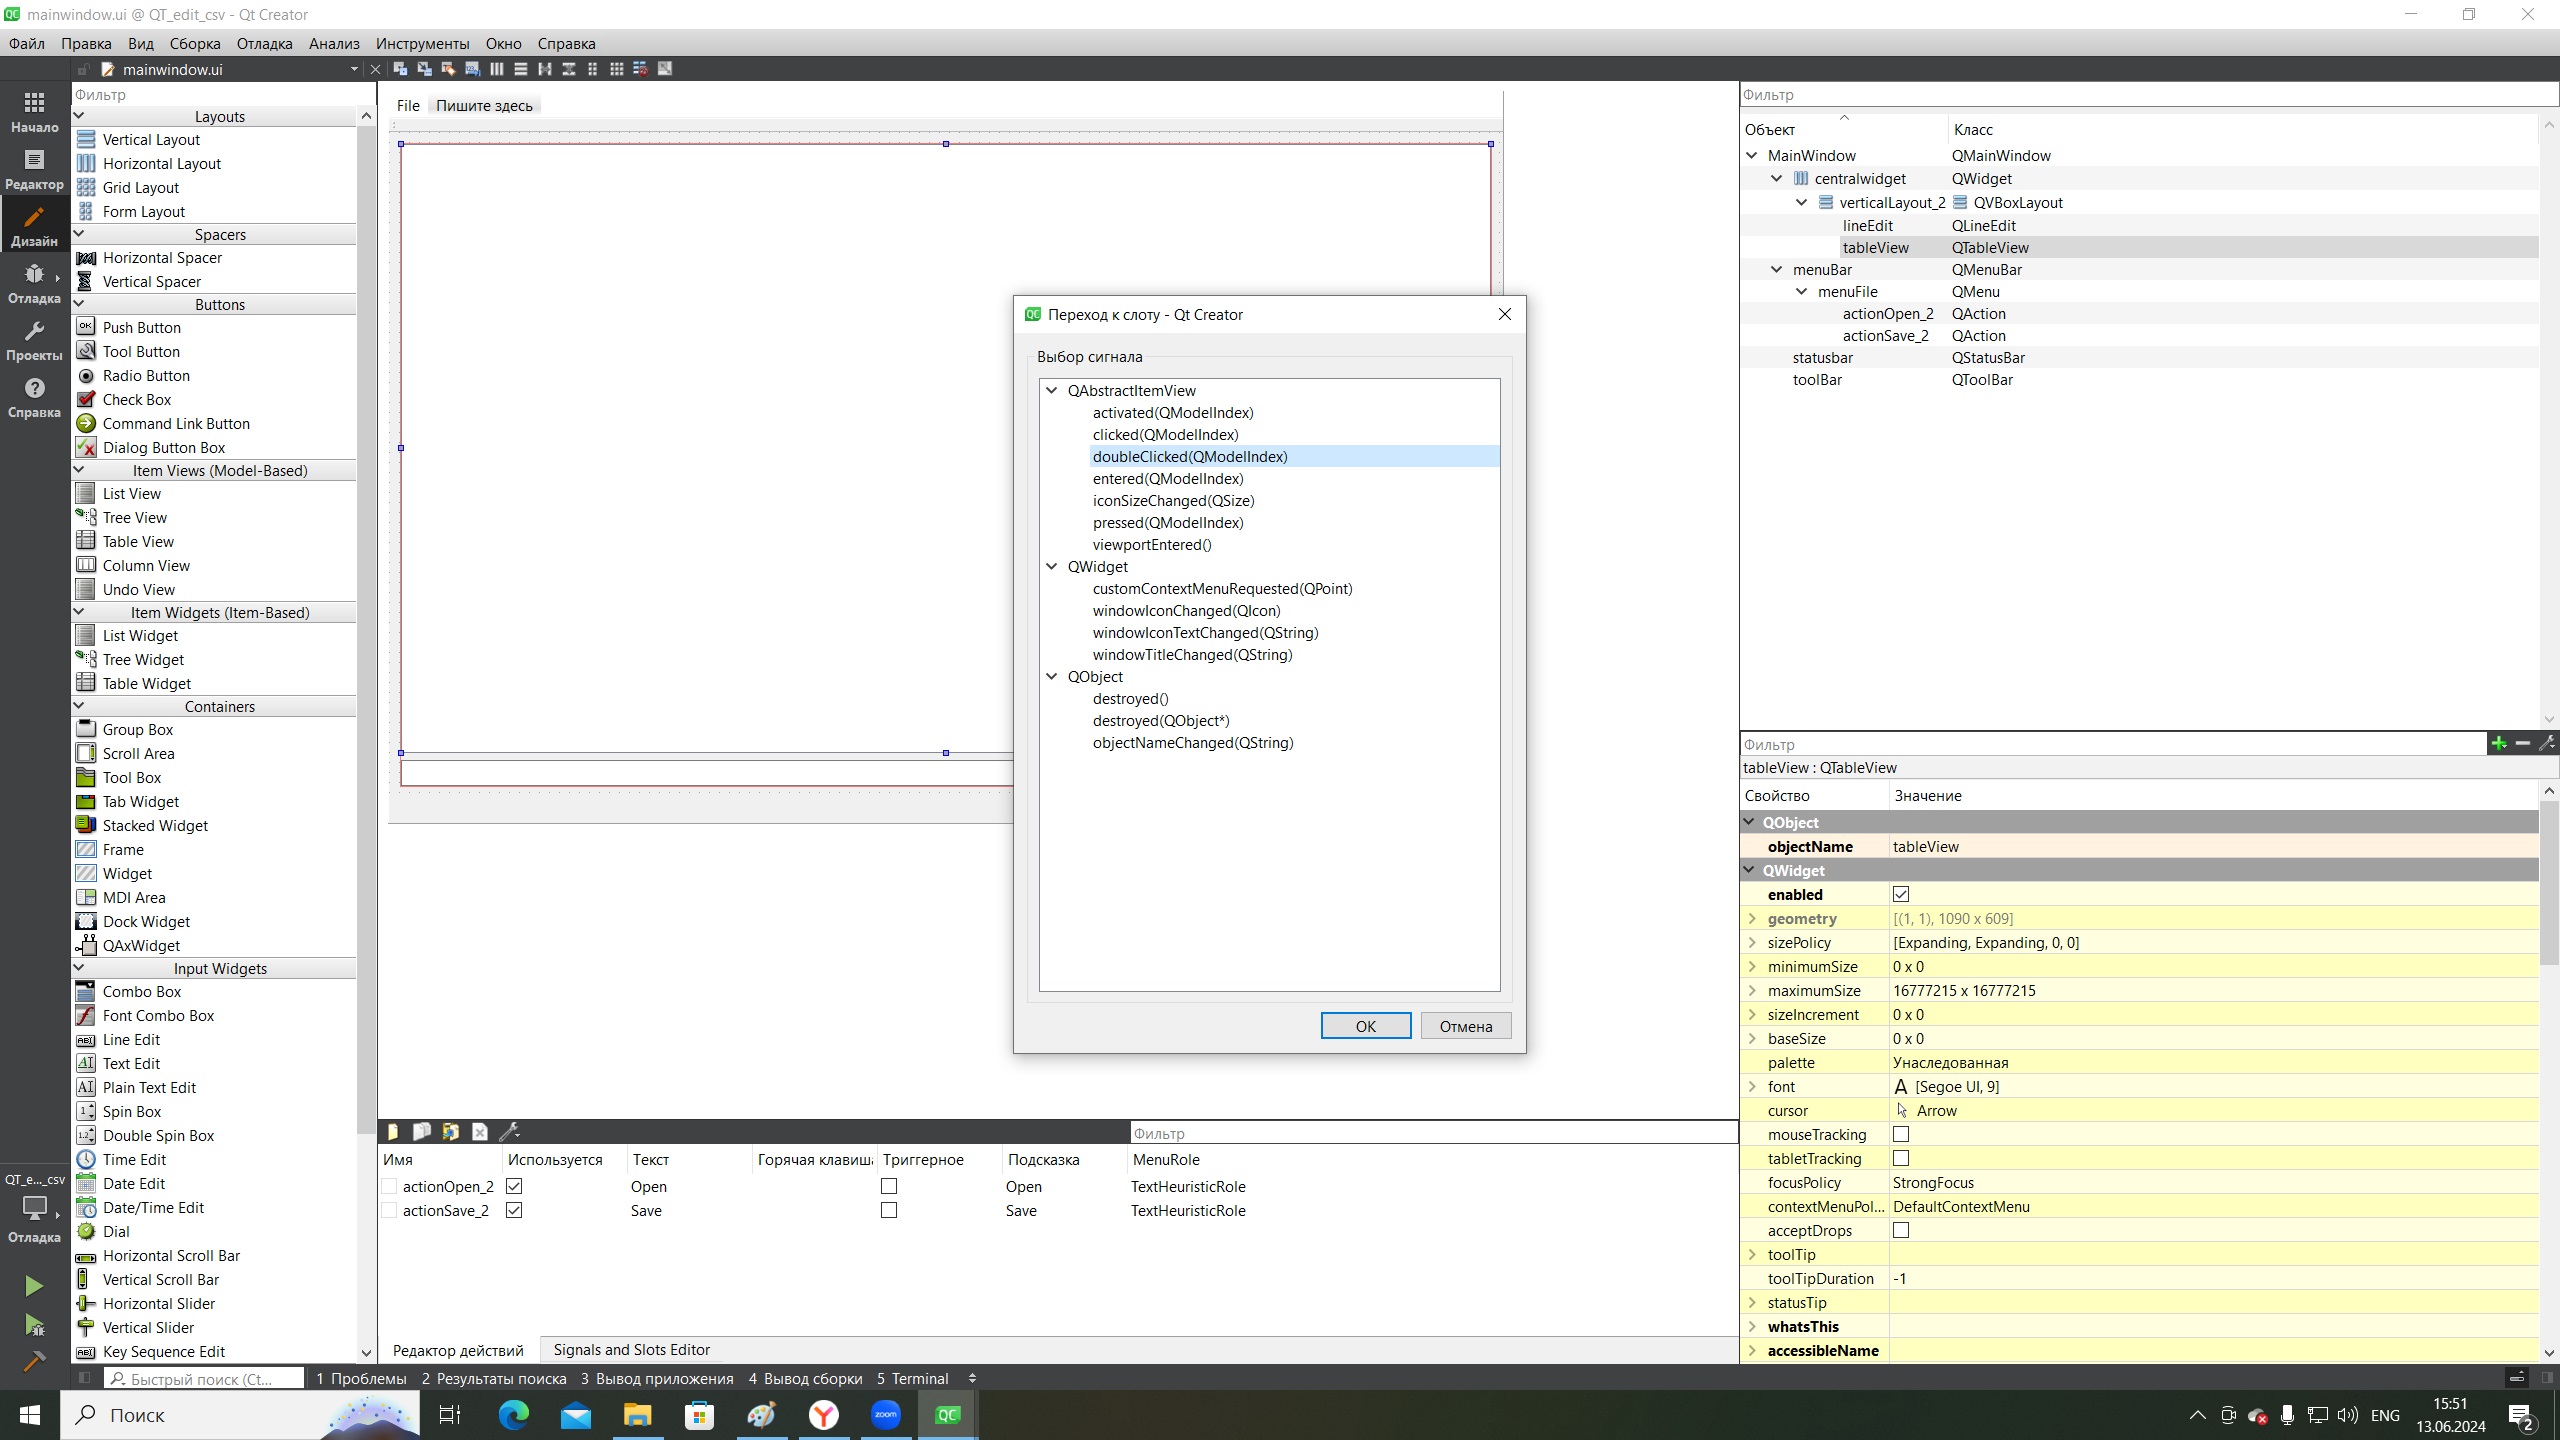 mainwindow.ui @ QT_edit_csv - Qt Creator
Файл Правка Вид Сборка Отладка Анализ Инструменты Окно Справка
mainwindow.ui
Начало
Редактор
Дизайн
Отладка
Проекты
Справка
QT_e..._csv
Отладка
Фильтр
Layouts
Vertical Layout
Horizontal Layout
Grid Layout
Form Layout
Spacers
Horizontal Spacer
Vertical Spacer
Buttons
Push Button
Tool Button
Radio Button
Check Box
Command Link Button
Dialog Button Box
Item Views (Model-Based)
List View
Tree View
Table View
Column View
Undo View
Item Widgets (Item-Based)
List Widget
Tree Widget
Table Widget
Containers
Group Box
Scroll Area
Tool Box
Tab Widget
Stacked Widget
Frame
Widget
MDI Area
Dock Widget
QAxWidget
Input Widgets
Combo Box
Font Combo Box
Line Edit
Text Edit
Plain Text Edit
Spin Box
Double Spin Box
Time Edit
Date Edit
Date/Time Edit
Dial
Horizontal Scroll Bar
Vertical Scroll Bar
Horizontal Slider
Vertical Slider
Key Sequence Edit
File Пишите здесь
Переход к слоту - Qt Creator
Выбор сигнала
QAbstractItemView
activated(QModelIndex)
clicked(QModelIndex)
doubleClicked(QModelIndex)
entered(QModelIndex)
iconSizeChanged(QSize)
pressed(QModelIndex)
viewportEntered()
QWidget
customContextMenuRequested(QPoint)
windowIconChanged(QIcon)
windowIconTextChanged(QString)
windowTitleChanged(QString)
QObject
destroyed()
destroyed(QObject*)
objectNameChanged(QString)
OK Отмена
Фильтр
Имя Используется Текст Горячая клавиша Триггерное Подсказка MenuRole
actionOpen_2 Open Open TextHeuristicRole
actionSave_2 Save Save TextHeuristicRole
Редактор действий Signals and Slots Editor
Фильтр
Объект Класс
MainWindow QMainWindow
centralwidget QWidget
verticalLayout_2 QVBoxLayout
lineEdit QLineEdit
tableView QTableView
menuBar QMenuBar
menuFile QMenu
actionOpen_2 QAction
actionSave_2 QAction
statusbar QStatusBar
toolBar QToolBar
Фильтр
tableView : QTableView
Свойство Значение
QObject
objectName tableView
QWidget
enabled
geometry [(1, 1), 1090 x 609]
sizePolicy [Expanding, Expanding, 0, 0]
minimumSize 0 x 0
maximumSize 16777215 x 16777215
sizeIncrement 0 x 0
baseSize 0 x 0
palette Унаследованная
font A [Segoe UI, 9]
cursor Arrow
mouseTracking
tabletTracking
focusPolicy StrongFocus
contextMenuPol... DefaultContextMenu
acceptDrops
toolTip
toolTipDuration -1
statusTip
whatsThis
accessibleName
Быстрый поиск (Ct... 1 Проблемы 2 Результаты поиска 3 Вывод приложения 4 Вывод сборки 5 Terminal
Поиск
zoom
QC
ENG
15:51
13.06.2024
2